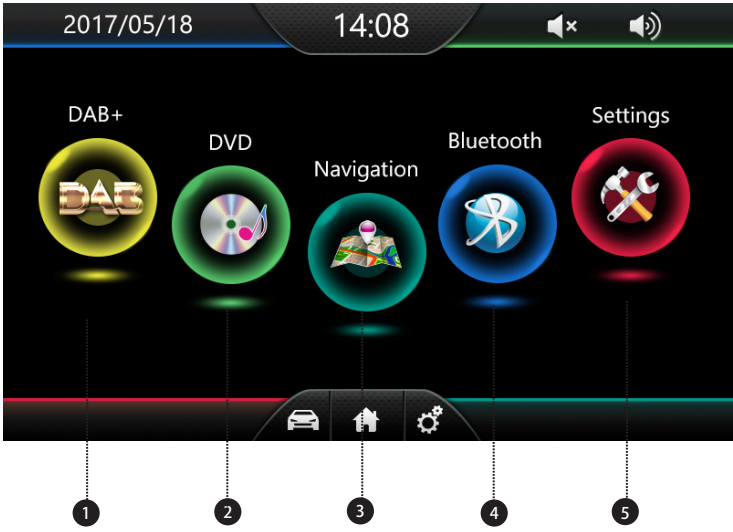 2017/05/18 14:08
DAB+
DVD
Navigation
Bluetooth
Settings
DAB
1 2 3 4 5